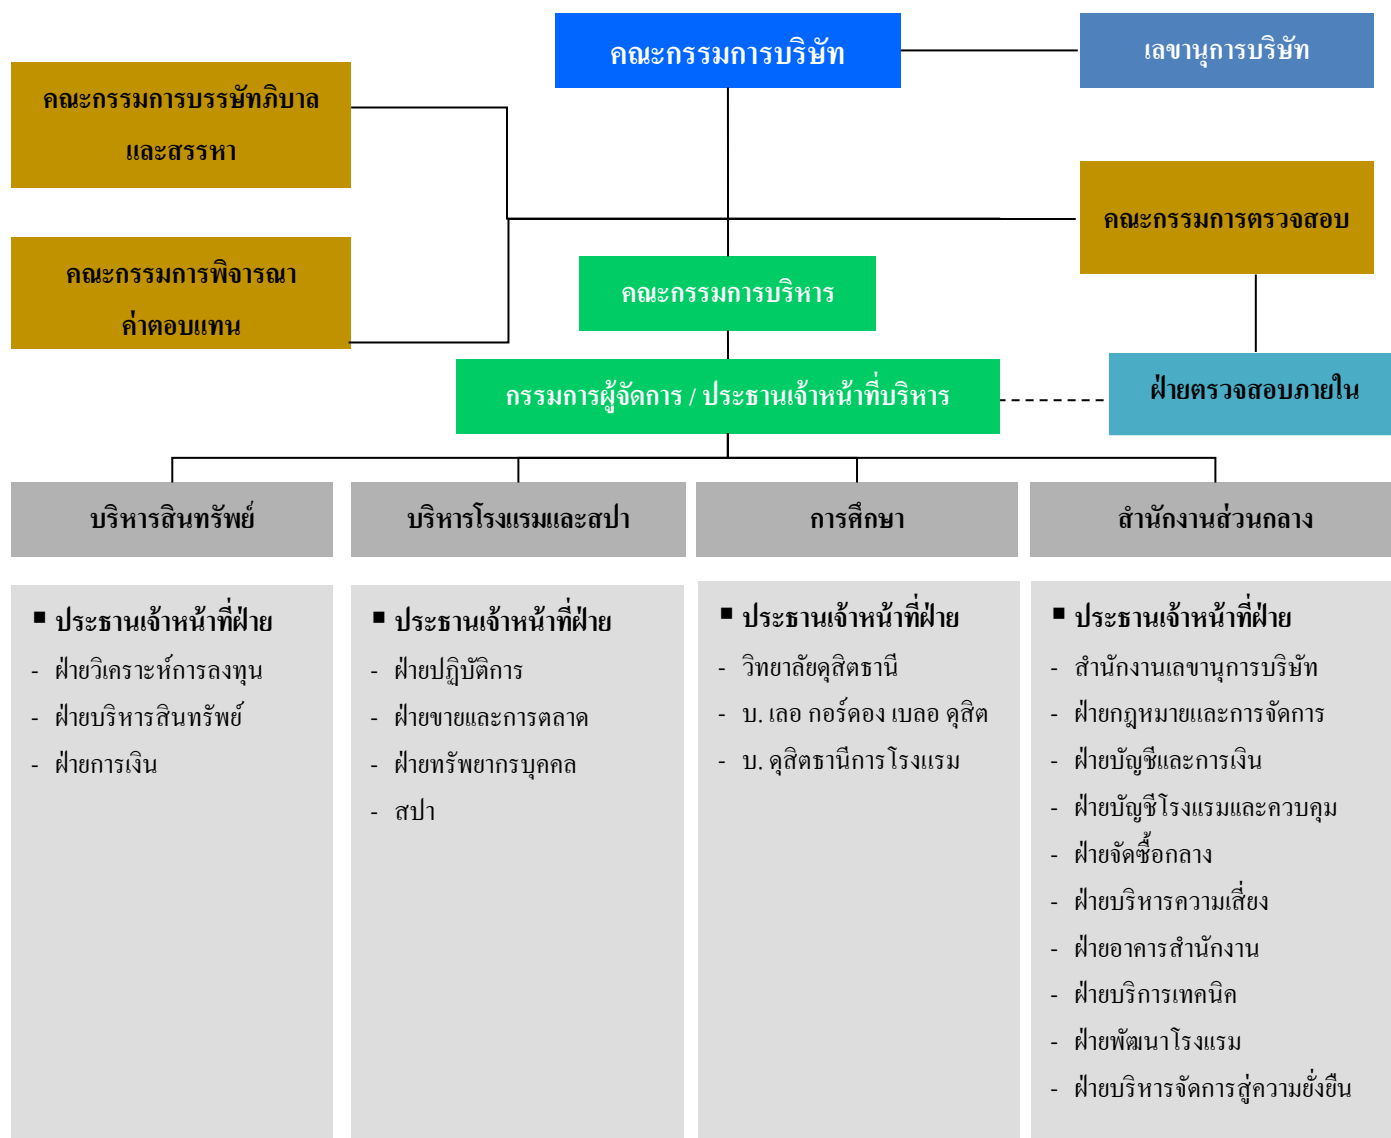 คณะกรรมการบริษัท
เลขานุการบริษัท
คณะกรรมการบรรษัทภิบาล
และสรรหา
คณะกรรมการตรวจสอบ
คณะกรรมการพิจารณา
ค่าตอบแทน
คณะกรรมการบริหาร
กรรมการผู้จัดการ / ประธานเจ้าหน้าที่บริหาร
ฝ่ายตรวจสอบภายใน
บริหารสินทรัพย์
บริหารโรงแรมและสปา
การศึกษา
สำนักงานส่วนกลาง
▪ ประธานเจ้าหน้าที่ฝ่าย
- ฝ่ายวิเคราะห์การลงทุน
- ฝ่ายบริหารสินทรัพย์
- ฝ่ายการเงิน
▪ ประธานเจ้าหน้าที่ฝ่าย
- ฝ่ายปฏิบัติการ
- ฝ่ายขายและการตลาด
- ฝ่ายทรัพยากรบุคคล
- สปา
▪ ประธานเจ้าหน้าที่ฝ่าย
- วิทยาลัยดุสิตธานี
- บ. เลอ กอร์ดอง เบลอ ดุสิต
- บ. ดุสิตธานีการโรงแรม
▪ ประธานเจ้าหน้าที่ฝ่าย
- สำนักงานเลขานุการบริษัท
- ฝ่ายกฎหมายและการจัดการ
- ฝ่ายบัญชีและการเงิน
- ฝ่ายบัญชีโรงแรมและควบคุม
- ฝ่ายจัดซื้อกลาง
- ฝ่ายบริหารความเสี่ยง
- ฝ่ายอาคารสำนักงาน
- ฝ่ายบริการเทคนิค
- ฝ่ายพัฒนาโรงแรม
- ฝ่ายบริหารจัดการสู่ความยั่งยืน